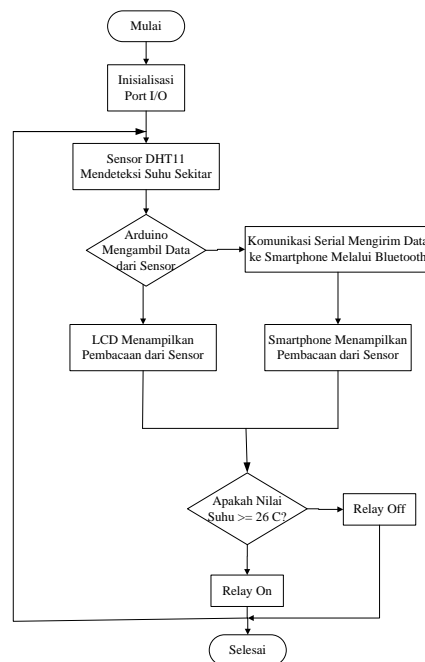 Mulai
Inisialisasi
Port I/O
Sensor DHT11
Mendeteksi Suhu Sekitar
Arduino
Mengambil Data
dari Sensor
Komunikasi Serial Mengirim Data
ke Smartphone Melalui Bluetooth
LCD Menampilkan
Pembacaan dari Sensor
Smartphone Menampilkan
Pembacaan dari Sensor
Apakah Nilai
Suhu >= 26 C?
Relay Off
Relay On
Selesai